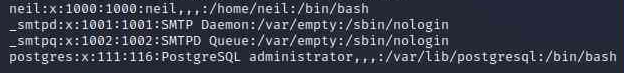 neil:x:1000:1000:neil,,,:/home/neil:/bin/bash
_smtpd:x:1001:1001:SMTP Daemon:/var/empty:/sbin/nologin
_smtpq:x:1002:1002:SMTPD Queue:/var/empty:/sbin/nologin
postgres:x:111:116:PostgreSQL administrator,,,:/var/lib/postgresql:/bin/bash